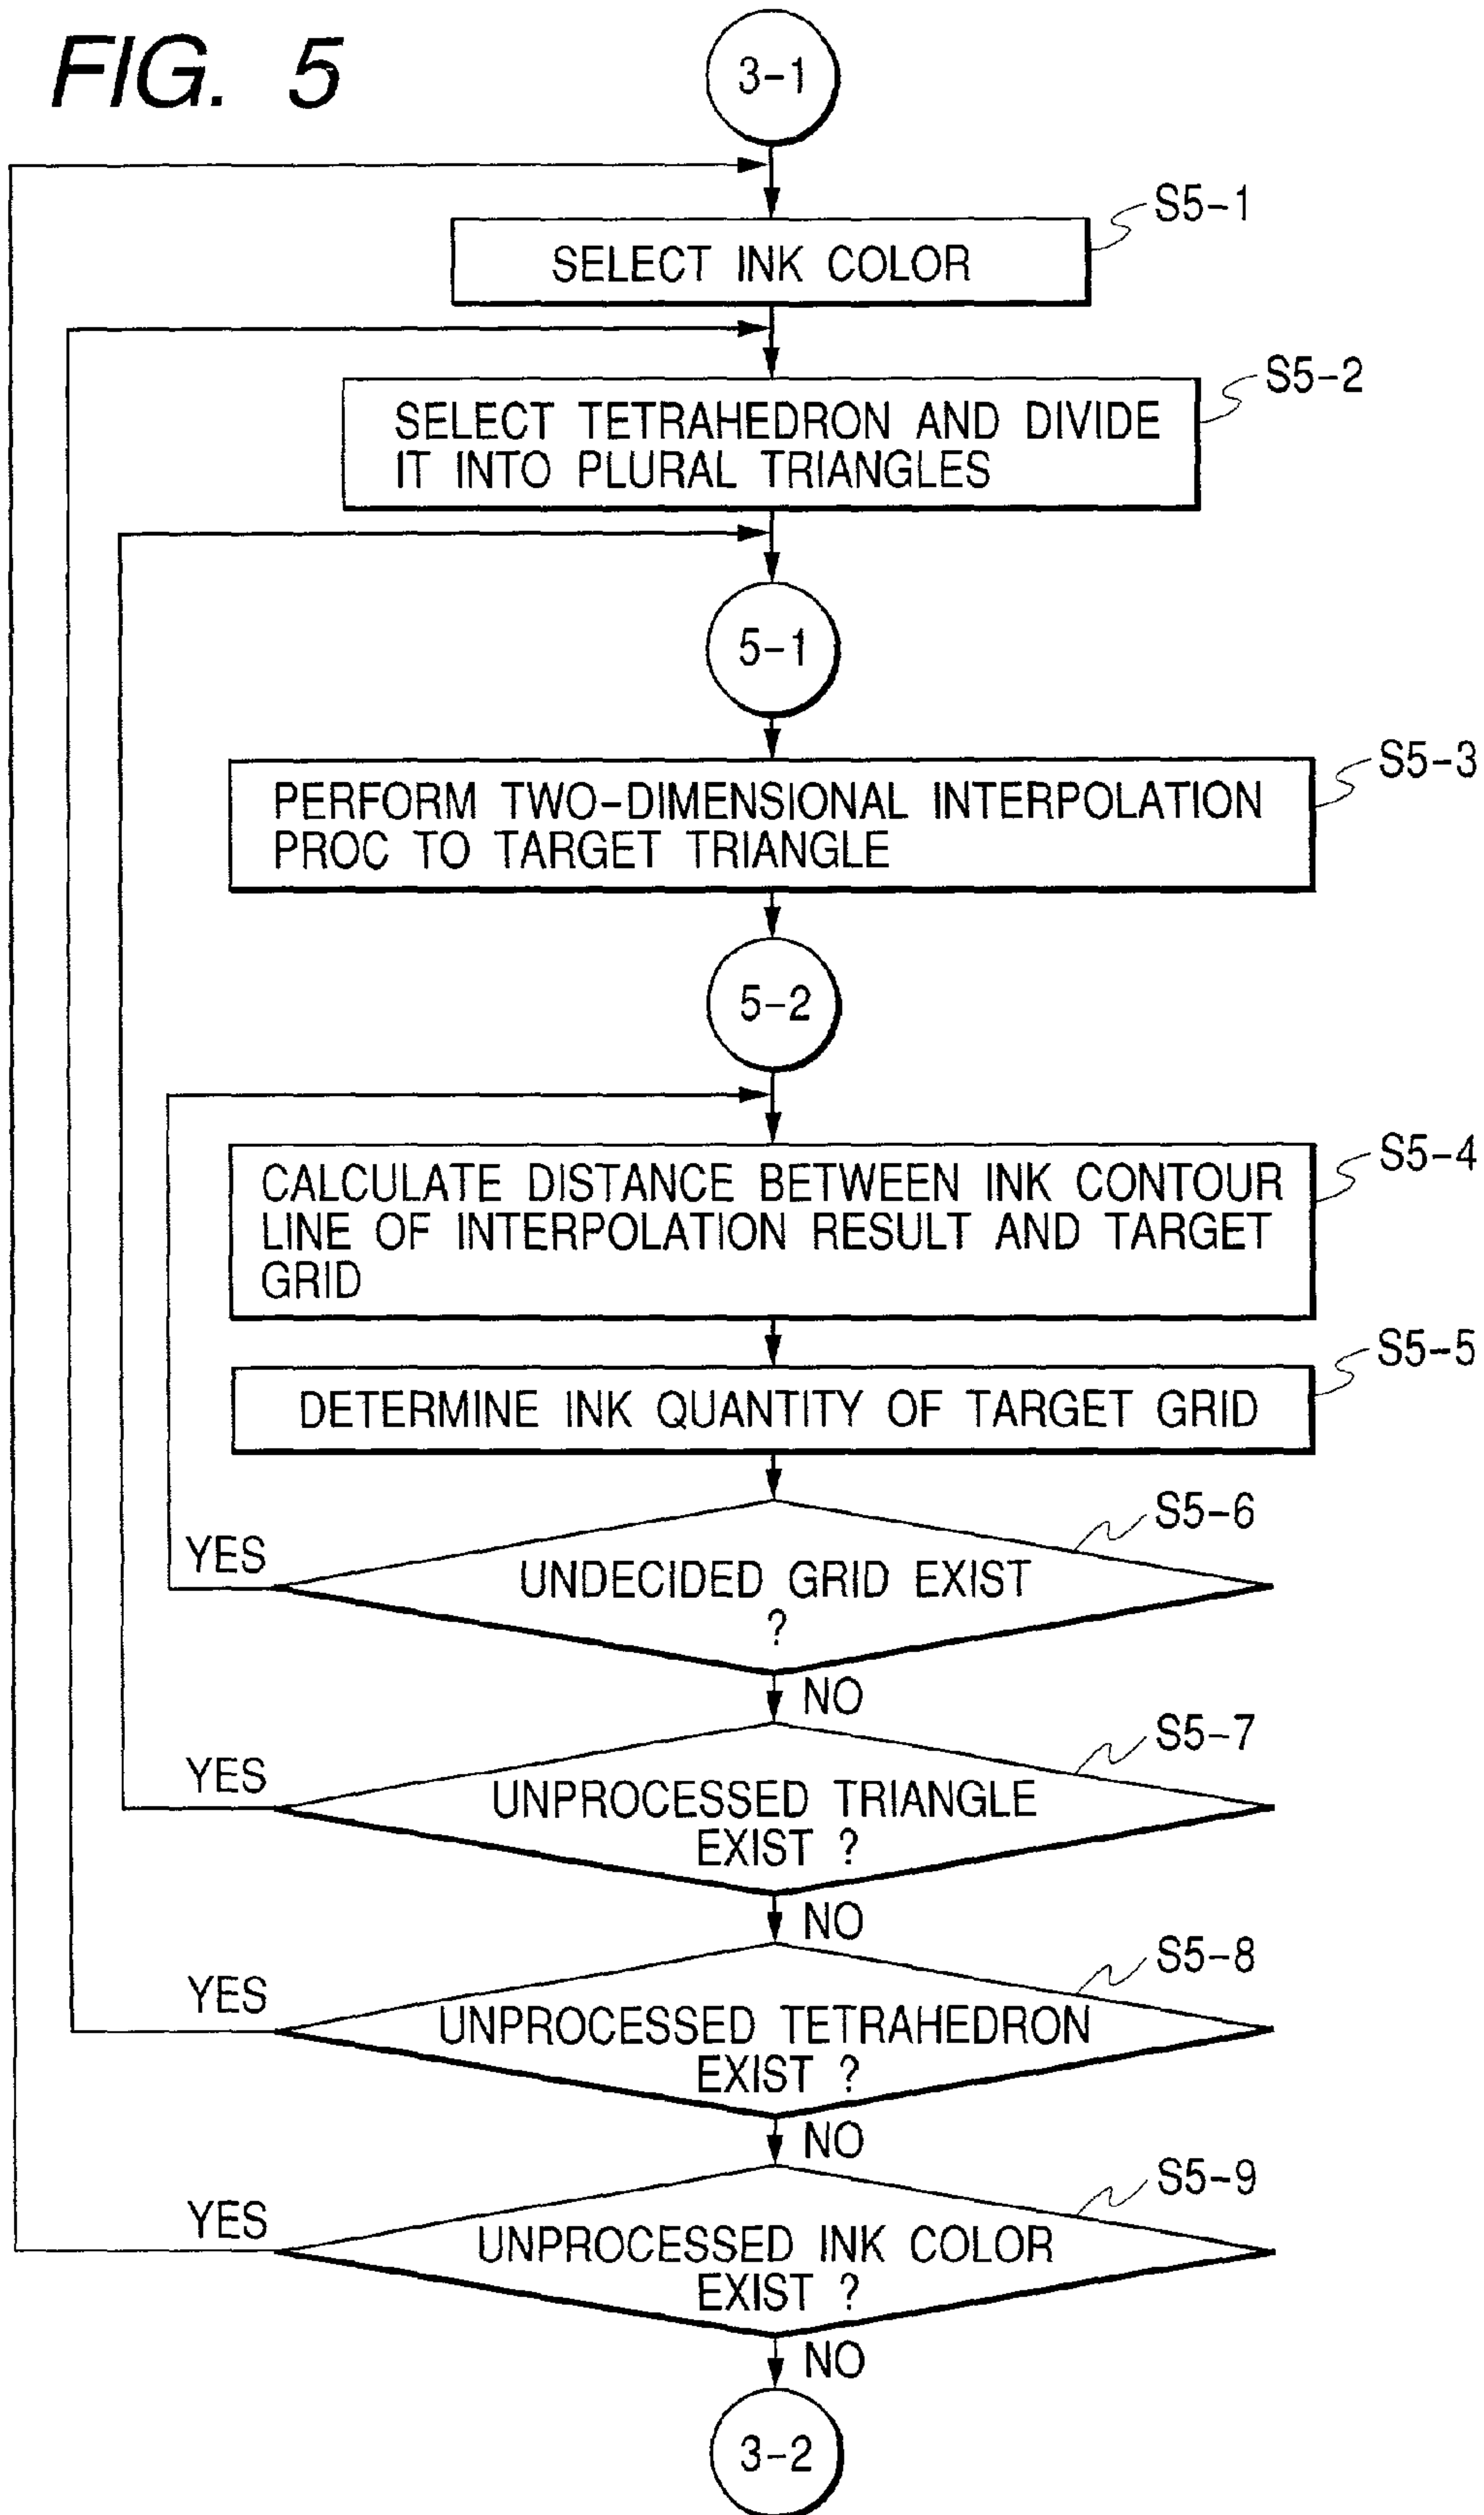 FIG. 5
3-1
S5-1
SELECT INK COLOR
S5-2
SELECT TETRAHEDRON AND DIVIDE
IT INTO PLURAL TRIANGLES
5-1
S5-3
PERFORM TWO-DIMENSIONAL INTERPOLATION
PROC TO TARGET TRIANGLE
5-2
S5-4
CALCULATE DISTANCE BETWEEN INK CONTOUR
LINE OF INTERPOLATION RESULT AND TARGET
GRID
S5-5
DETERMINE INK QUANTITY OF TARGET GRID
S5-6
YES
UNDECIDED GRID EXIST
?
NO
S5-7
YES
UNPROCESSED TRIANGLE
EXIST ?
NO
S5-8
YES
UNPROCESSED TETRAHEDRON
EXIST ?
NO
S5-9
YES
UNPROCESSED INK COLOR
EXIST ?
NO
3-2